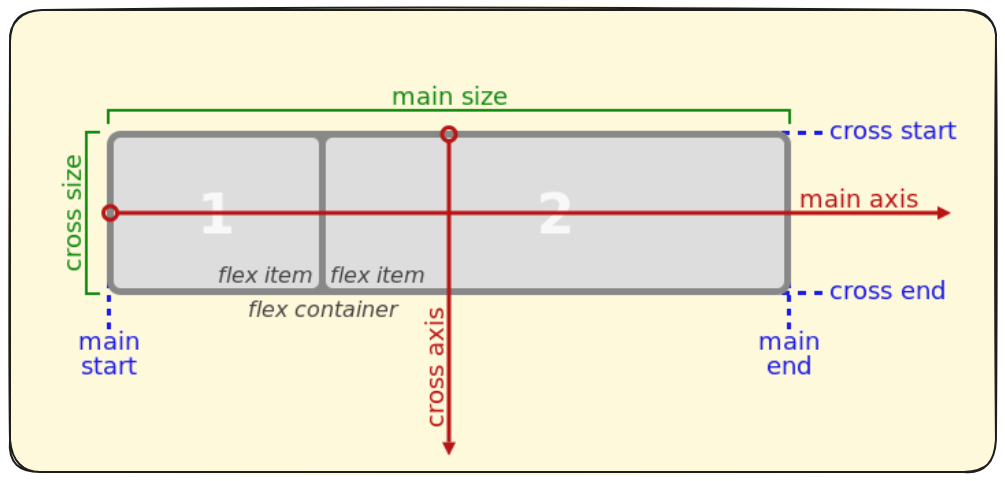 main size
cross start
cross size
1
2
main axis
flex item
flex item
flex container
cross end
cross axis
main
start
main
end